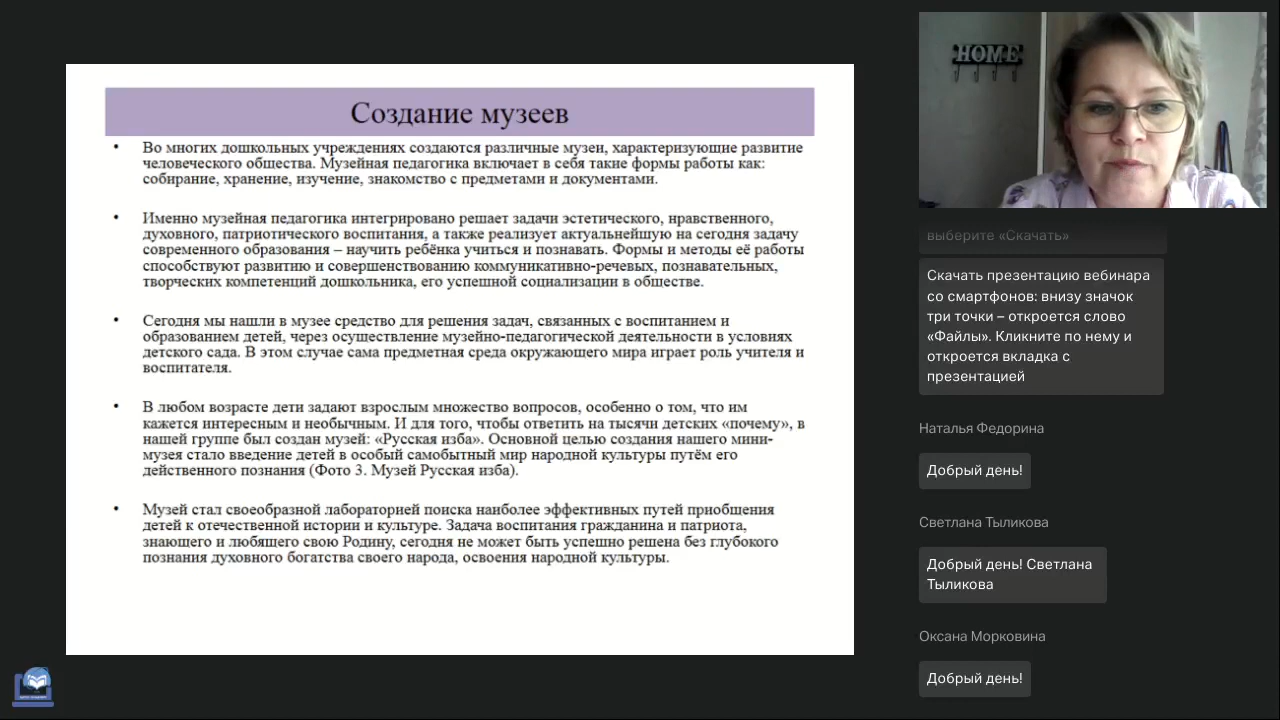 Создание музеев
• Во многих дошкольных учреждениях создаются различные музеи, характеризующие развитие
человеческого общества. Музейная педагогика включает в себя такие формы работы как:
собирание, хранение, изучение, знакомство с предметами и документами.
• Именно музейная педагогика интегрировано решает задачи эстетического, нравственного,
духовного, патриотического воспитания, а также реализует актуальнейшую на сегодня задачу
современного образования – научить ребёнка учиться и познавать. Формы и методы её работы
способствуют развитию и совершенствованию коммуникативно-речевых, познавательных,
творческих компетенций дошкольника, его успешной социализации в обществе.
• Сегодня мы нашли в музее средство для решения задач, связанных с воспитанием и
образованием детей, через осуществление музейно-педагогической деятельности в условиях
детского сада. В этом случае сама предметная среда окружающего мира играет роль учителя и
воспитателя.
• В любом возрасте дети задают взрослым множество вопросов, особенно о том, что им
кажется интересным и необычным. И для того, чтобы ответить на тысячи детских «почему», в
нашей группе был создан музей: «Русская изба». Основной целью создания нашего мини-
музея стало введение детей в особый самобытный мир народной культуры путём его
действенного познания (Фото 3. Музей Русская изба).
• Музей стал своеобразной лабораторией поиска наиболее эффективных путей приобшения
детей к отечественной истории и культуре. Задача воспитания гражданина и патриота,
знающего и любящего свою Родину, сегодня не может быть успешно решена без глубокого
познания духовного богатства своего народа, освоения народной культуры.
HOME
выберите «Скачать»
Скачать презентацию вебинара
со смартфонов: внизу значок
три точки – откроется слово
«Файлы». Кликните по нему и
откроется вкладка с
презентацией
Наталья Федорина
Добрый день!
Светлана Тыликова
Добрый день! Светлана
Тыликова
Оксана Морковина
Добрый день!